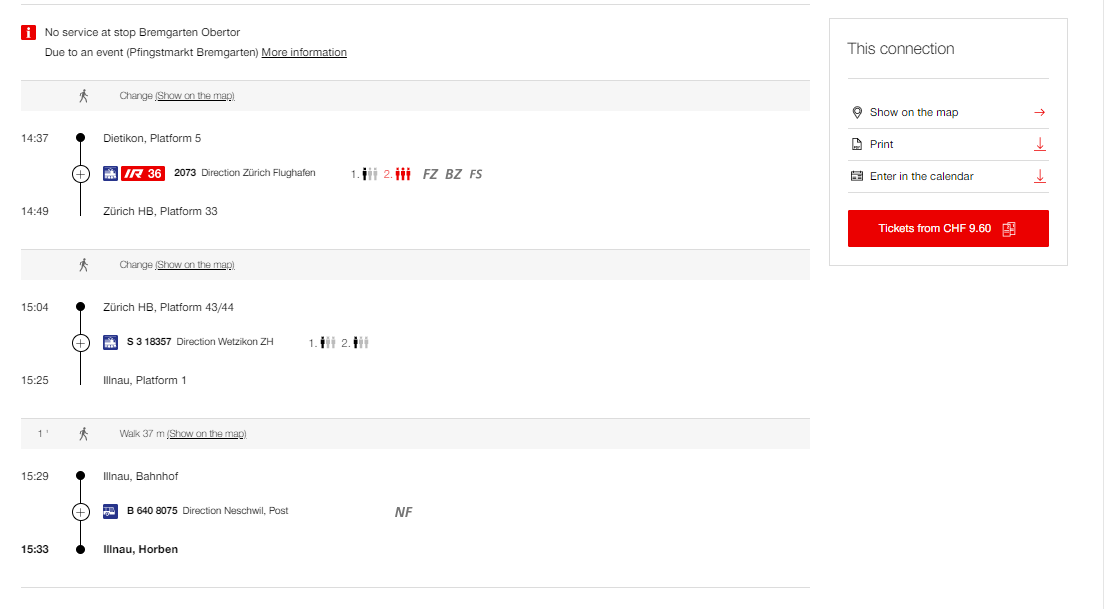 No service at stop Bremgarten Obertor
Due to an event (Pfingstmarkt Bremgarten) More information
Change (Show on the map)
14:37 Dietikon, Platform 5
IR 36 2073 Direction Zürich Flughafen 1. 2. FZ BZ FS
14:49 Zürich HB, Platform 33
Change (Show on the map)
15:04 Zürich HB, Platform 43/44
S 3 18357 Direction Wetzikon ZH 1. 2.
15:25 Illnau, Platform 1
1 ' Walk 37 m (Show on the map)
15:29 Illnau, Bahnhof
B 640 8075 Direction Neschwil, Post NF
15:33 Illnau, Horben
This connection
Show on the map
Print
Enter in the calendar
Tickets from CHF 9.60